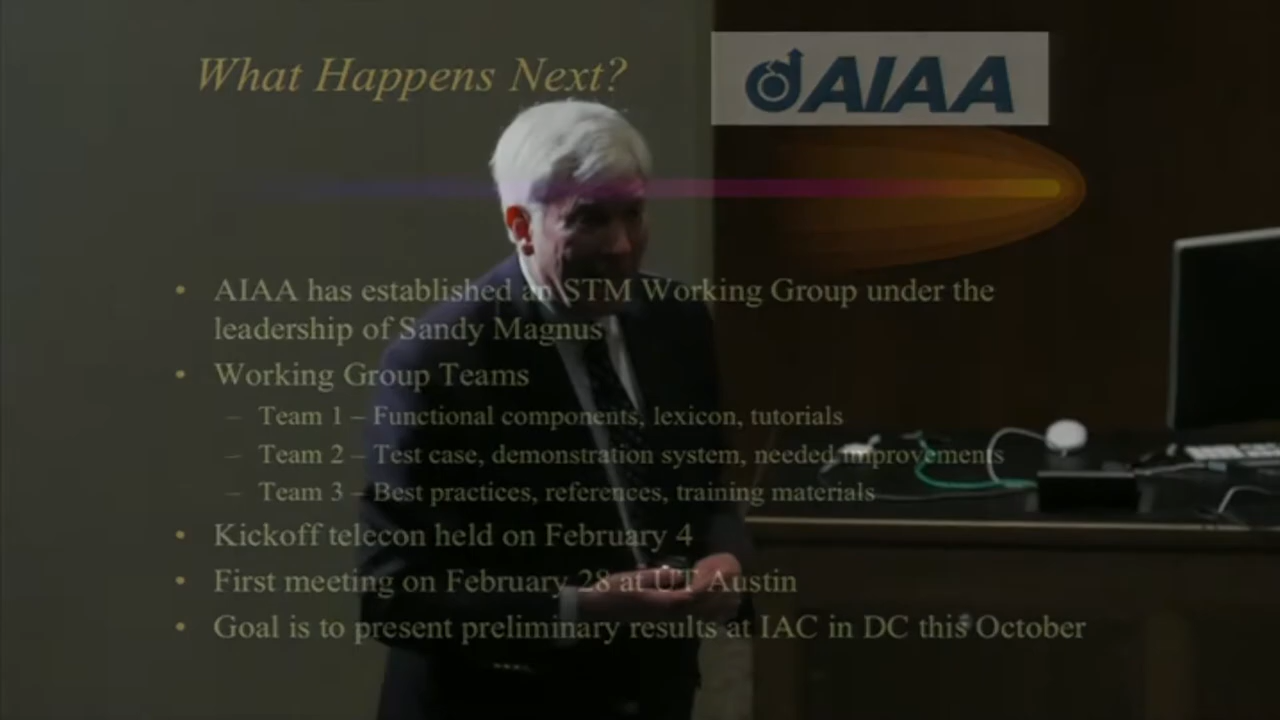 What Happens Next?
AIAA
• AIAA has established an STM Working Group under the
leadership of Sandy Magnus
• Working Group Teams
– Team 1 – Functional components, lexicon, tutorials
– Team 2 – Test case, demonstration system, needed improvements
– Team 3 – Best practices, references, training materials
• Kickoff telecon held on February 4
• First meeting on February 28 at UT Austin
• Goal is to present preliminary results at IAC in DC this October